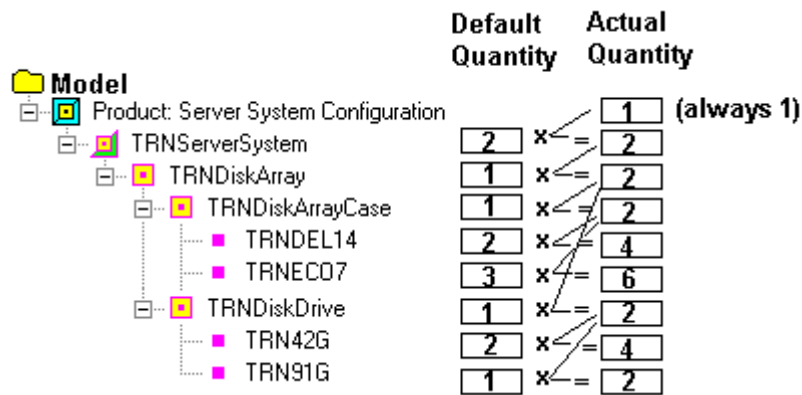 Default Actual
Quantity Quantity
Model
Product: Server System Configuration 1 (always 1)
TRNServerSystem 2 x = 2
TRNDiskArray 1 x = 2
TRNDiskArrayCase 1 x = 2
TRNDEL14 2 x = 4
TRNECO7 3 x = 6
TRNDiskDrive 1 x = 2
TRN42G 2 x = 4
TRN91G 1 x = 2